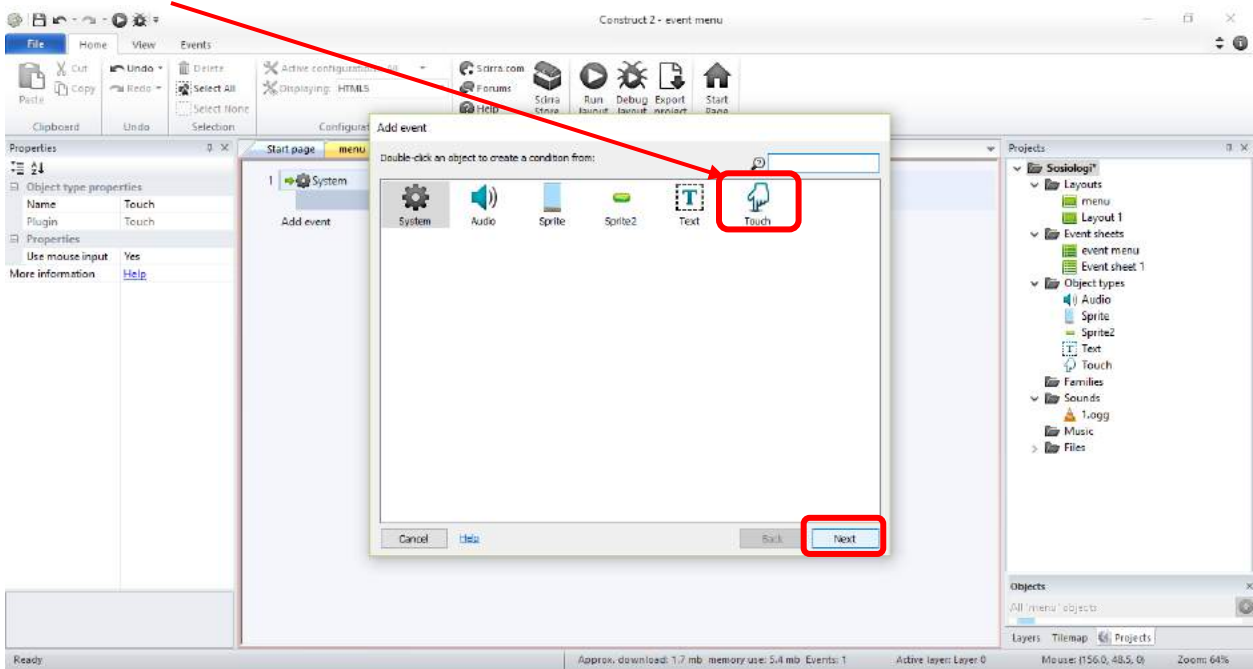 Construct 2 - event menu
File Home View Events
Paste
Cut
Copy
Clipboard
Undo
Redo
Undo
Delete
Select All
Select None
Selection
Displaying: HTML5
Scirra.com
Forums
Help
Scirra Store
Run layout
Debug layout
Export project
Start Page
Properties
Object type properties
Name Touch
Plugin Touch
Properties
Use mouse input Yes
More information Help
Start page menu
1 System
Add event
Add event
Double-click an object to create a condition from:
System Audio Sprite Sprite2 Text Touch
Cancel Help Back Next
Projects
Sosiologi*
Layouts
menu
Layout 1
Event sheets
event menu
Event sheet 1
Object types
Audio
Sprite
Sprite2
Text
Touch
Families
Sounds
1.ogg
Music
Files
Objects
All 'menu' objects
Layers Tilemap Projects
Ready
Approx. download: 1.7 mb memory use: 5.4 mb Events: 1 Active layer: Layer 0 Mouse: (156.0, 48.5, 0) Zoom: 64%